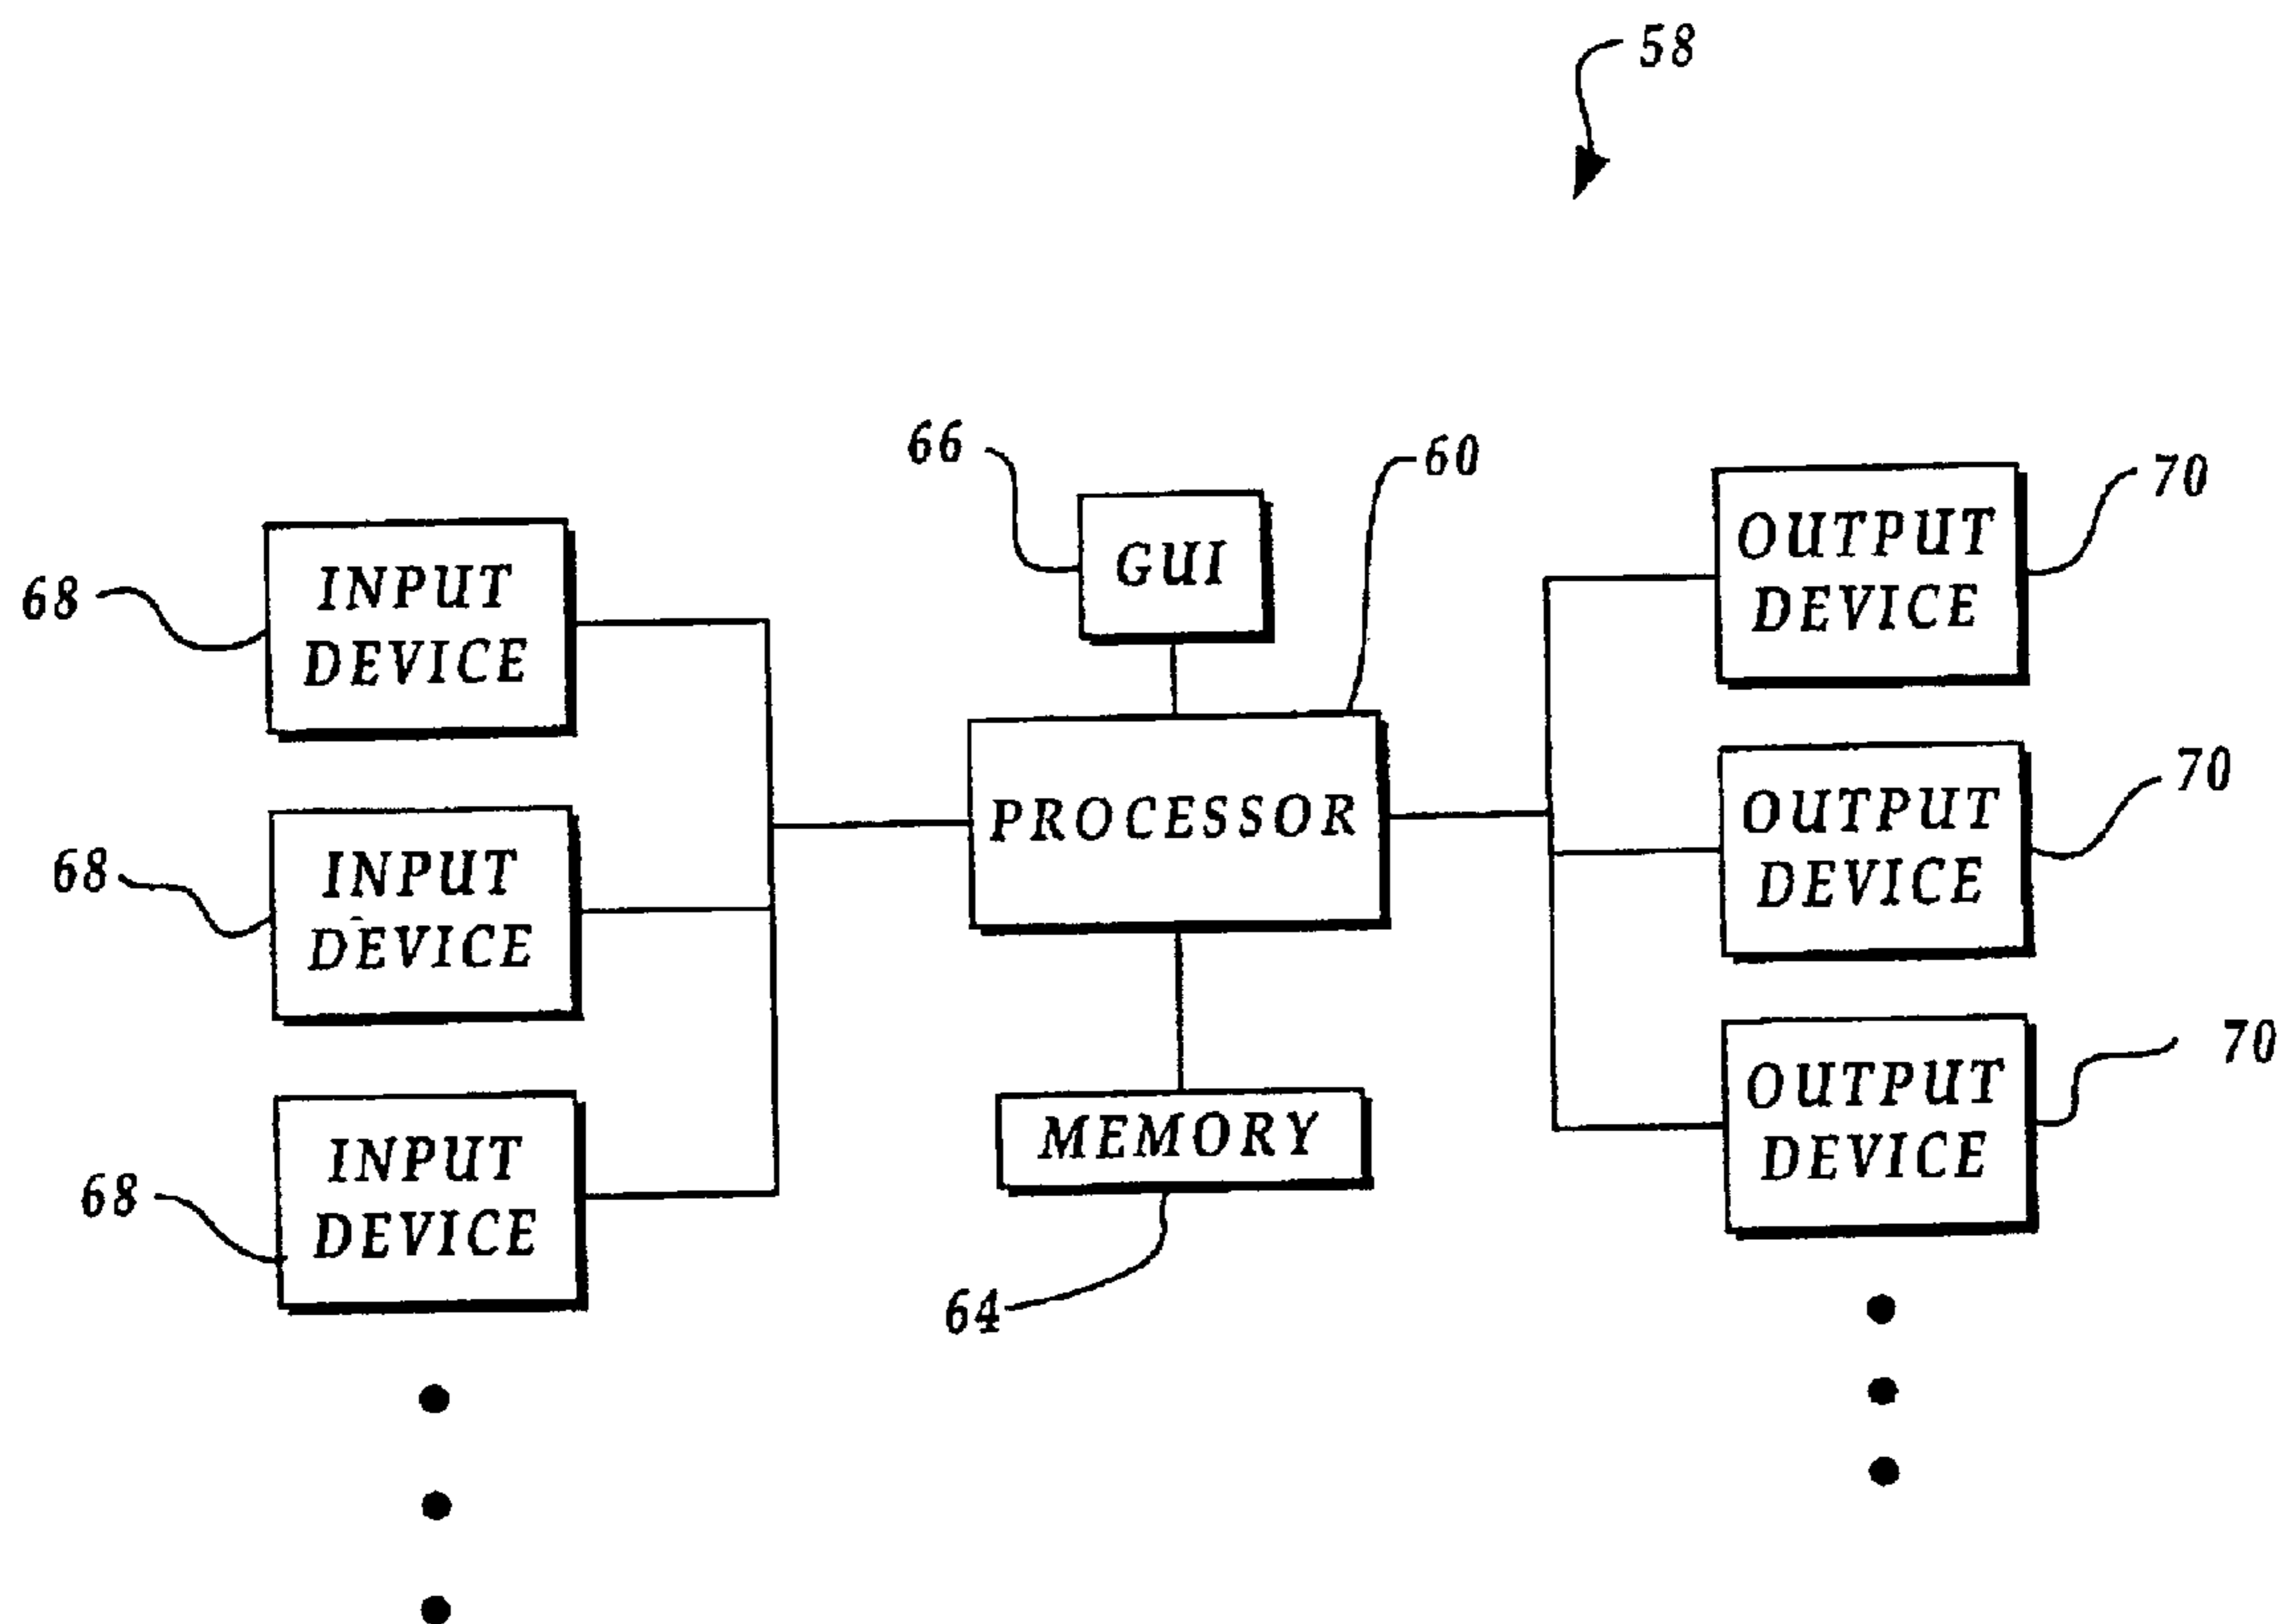 58
66
60
70
GUI
OUTPUT
DEVICE
68
INPUT
DEVICE
70
PROCESSOR
OUTPUT
DEVICE
68
INPUT
DEVICE
70
MEMORY
OUTPUT
DEVICE
68
INPUT
DEVICE
64